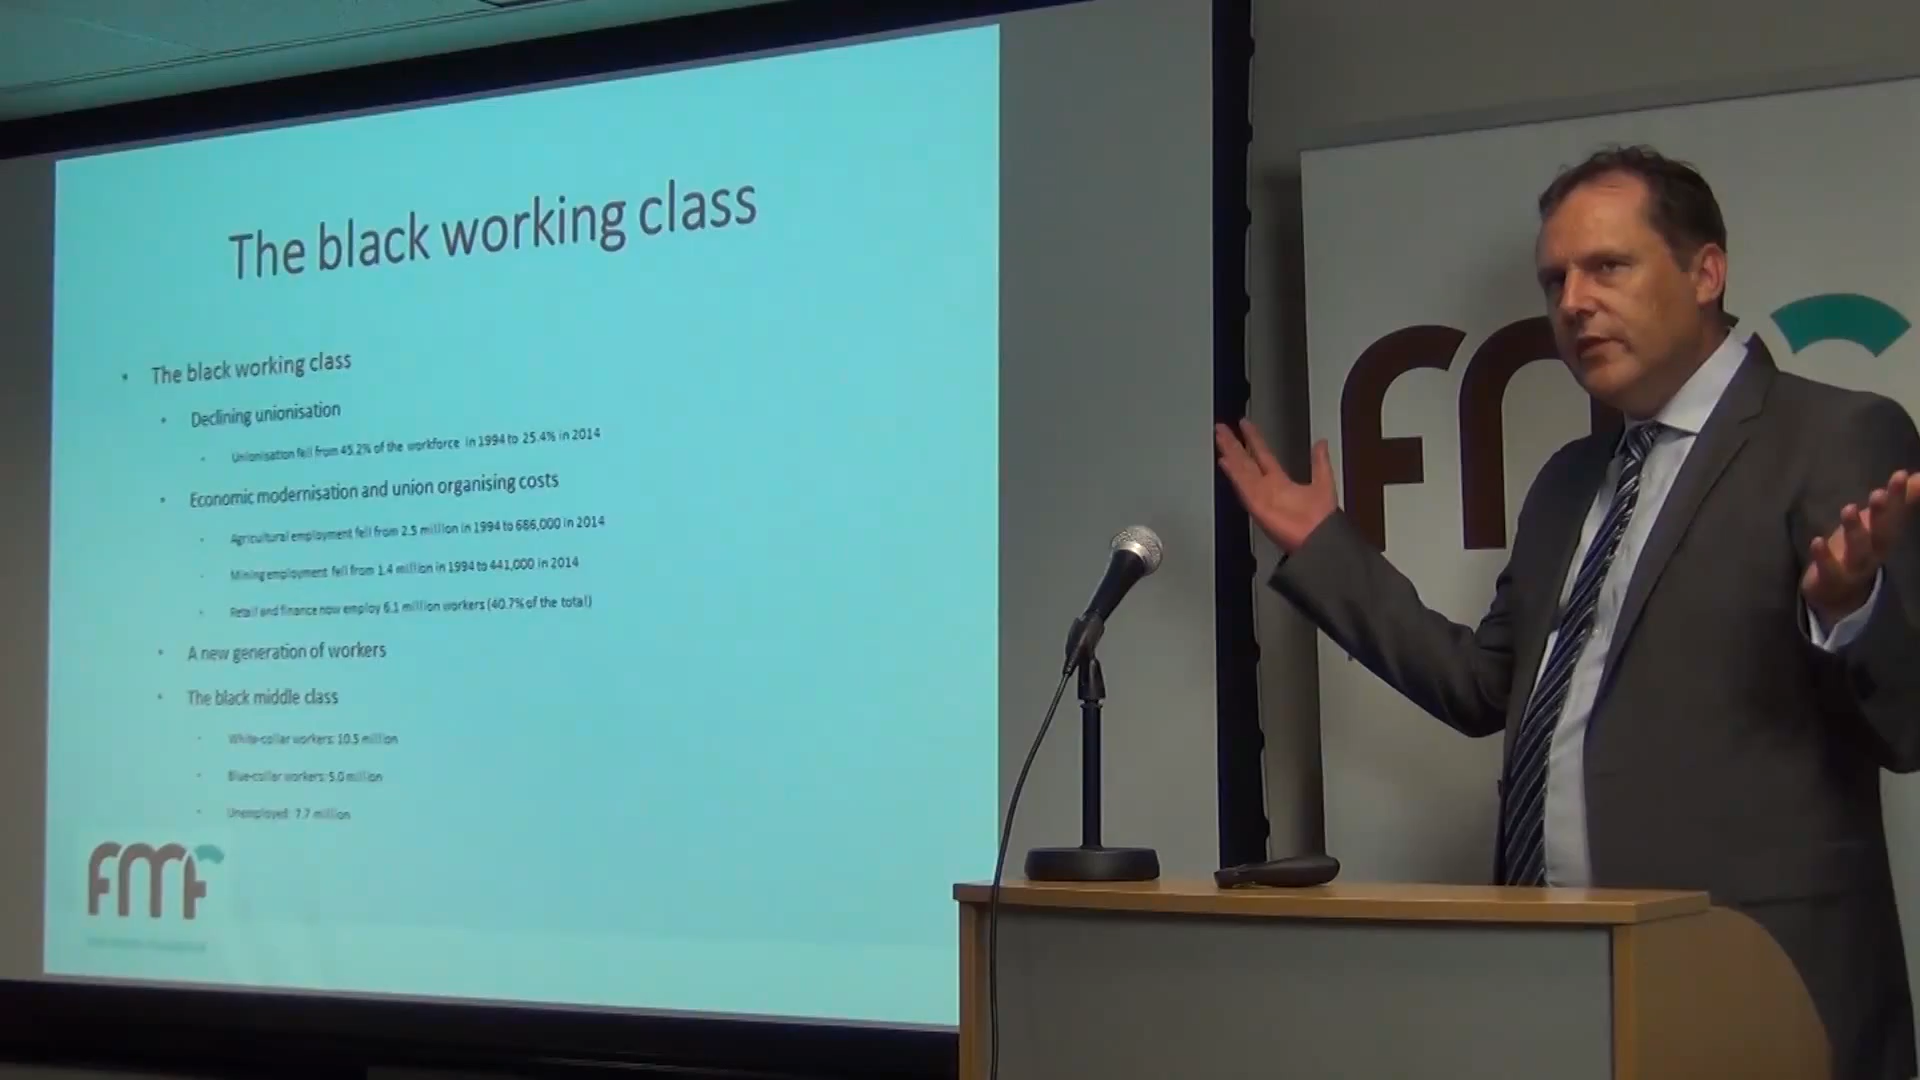 The black working class
• The black working class
• Declining unionisation
• Unionisation fell from 45.2% of the workforce in 1994 to 25.4% in 2014
• Economic modernisation and union organising costs
• Agricultural employment fell from 2.5 million in 1994 to 686,000 in 2014
• Mining employment fell from 1.4 million in 1994 to 441,000 in 2014
• Retail and finance now employ 6.1 million workers (40.7% of the total)
• A new generation of workers
• The black middle class
• White-collar workers: 10.5 million
• Blue-collar workers: 5.0 million
• Unemployed: 7.7 million
FMF
FM